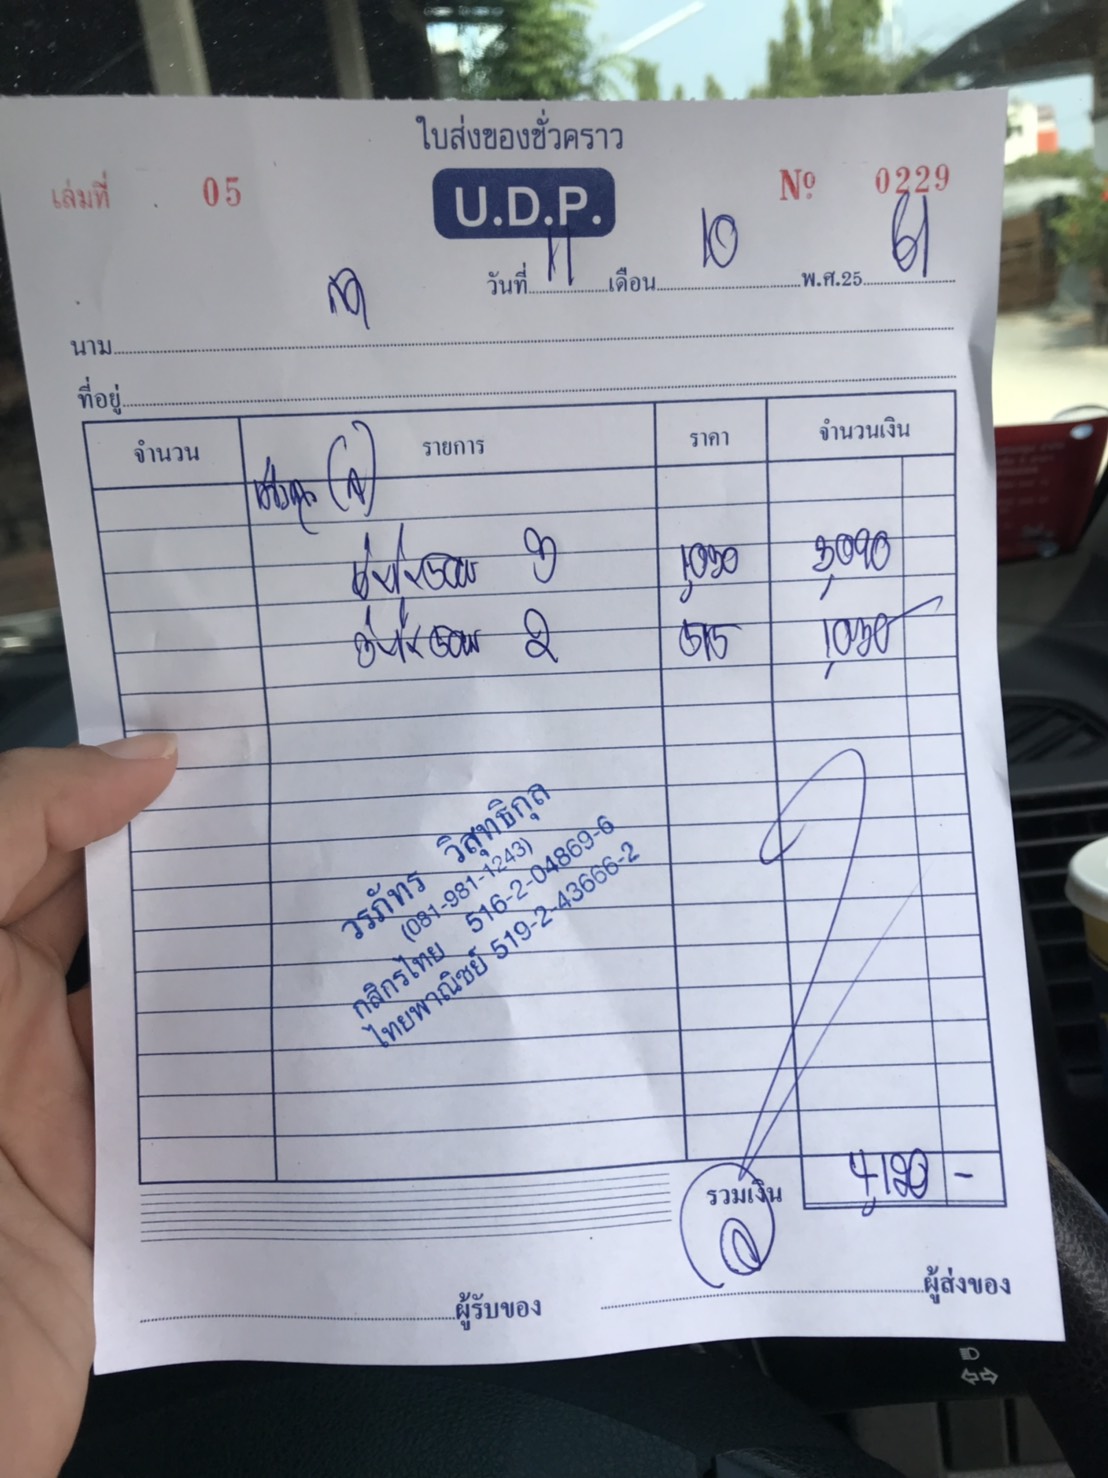 ใบส่งของชั่วคราว
เล่มที่ 05
U.D.P.
Nº 0229
วันที่ 11 เดือน 10 พ.ศ.25 61
นาม
ที่อยู่
จำนวน รายการ ราคา จำนวนเงิน
3 1,030 3,090
2 515 1,030
วรภัทร วิสุทธิกุล
(081-981-1243)
กสิกรไทย 516-2-04869-6
ไทยพาณิชย์ 519-2-43666-2
รวมเงิน 4,120 -
ผู้รับของ ผู้ส่งของ